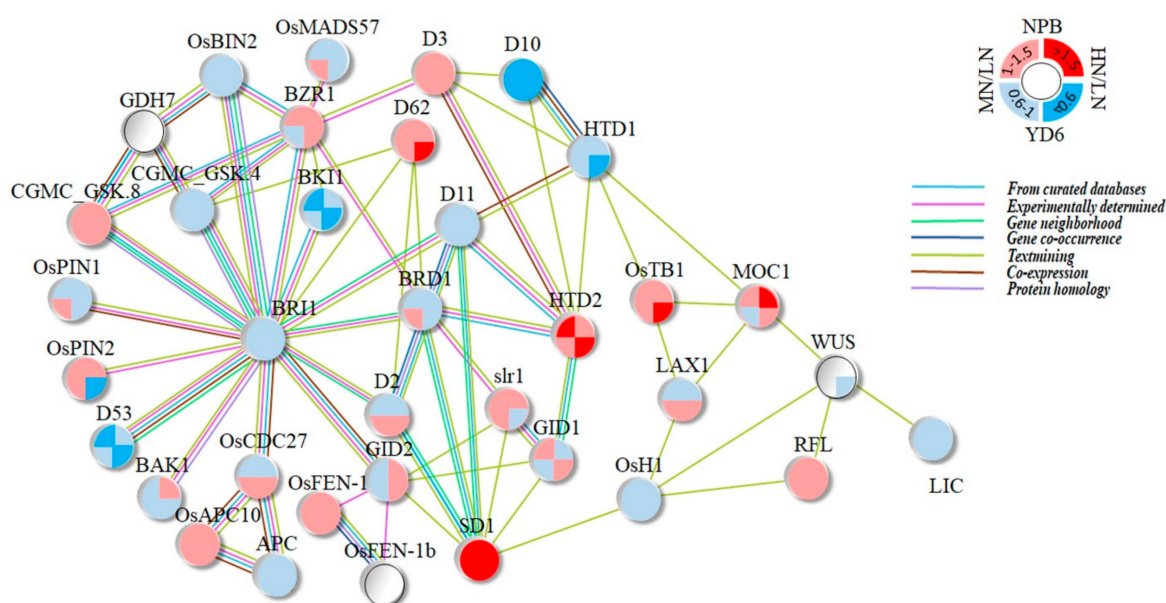 OsMADS57
NPB
D3
D10
OsBIN2
1-1.5
>1.5
MN/LN
HN/LN
0.6-1
<0.6
YD6
GDH7
BZR1
D62
HTD1
CGMC_GSK.8
CGMC_GSK.4
BKI1
D11
From curated databases
Experimentally determined
Gene neighborhood
Gene co-occurrence
Textmining
Co-expression
Protein homology
OsPIN1
BRI1
BRD1
HTD2
OsTB1
MOC1
OsPIN2
D2
slr1
LAX1
WUS
D53
OsCDC27
GID2
GID1
BAK1
OsFEN-1
OsH1
RFL
LIC
OsAPC10
APC
OsFEN-1b
SD1